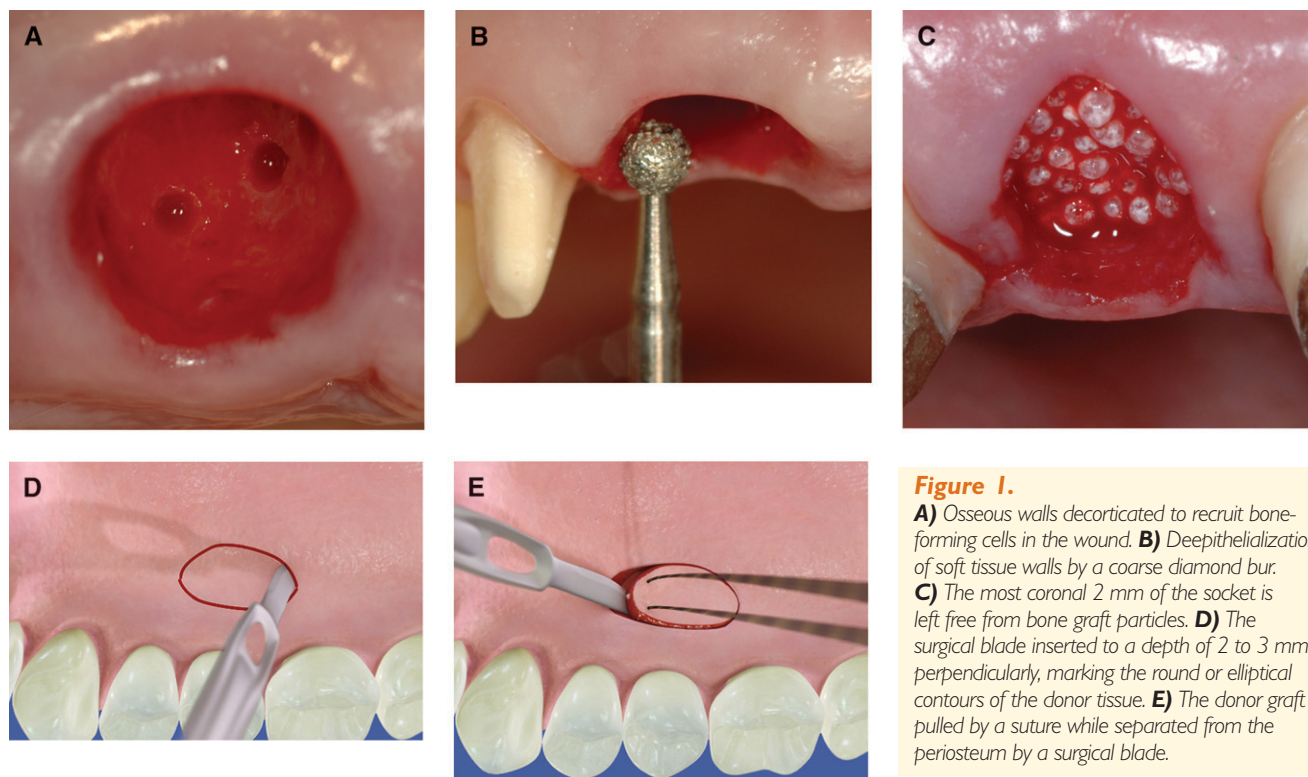 A
B
C
D
E
Figure 1.
A) Osseous walls decorticated to recruit bone-
forming cells in the wound. B) Deepithelializatio
of soft tissue walls by a coarse diamond bur.
C) The most coronal 2 mm of the socket is
left free from bone graft particles. D) The
surgical blade inserted to a depth of 2 to 3 mm
perpendicularly, marking the round or elliptical
contours of the donor tissue. E) The donor graft
pulled by a suture while separated from the
periosteum by a surgical blade.